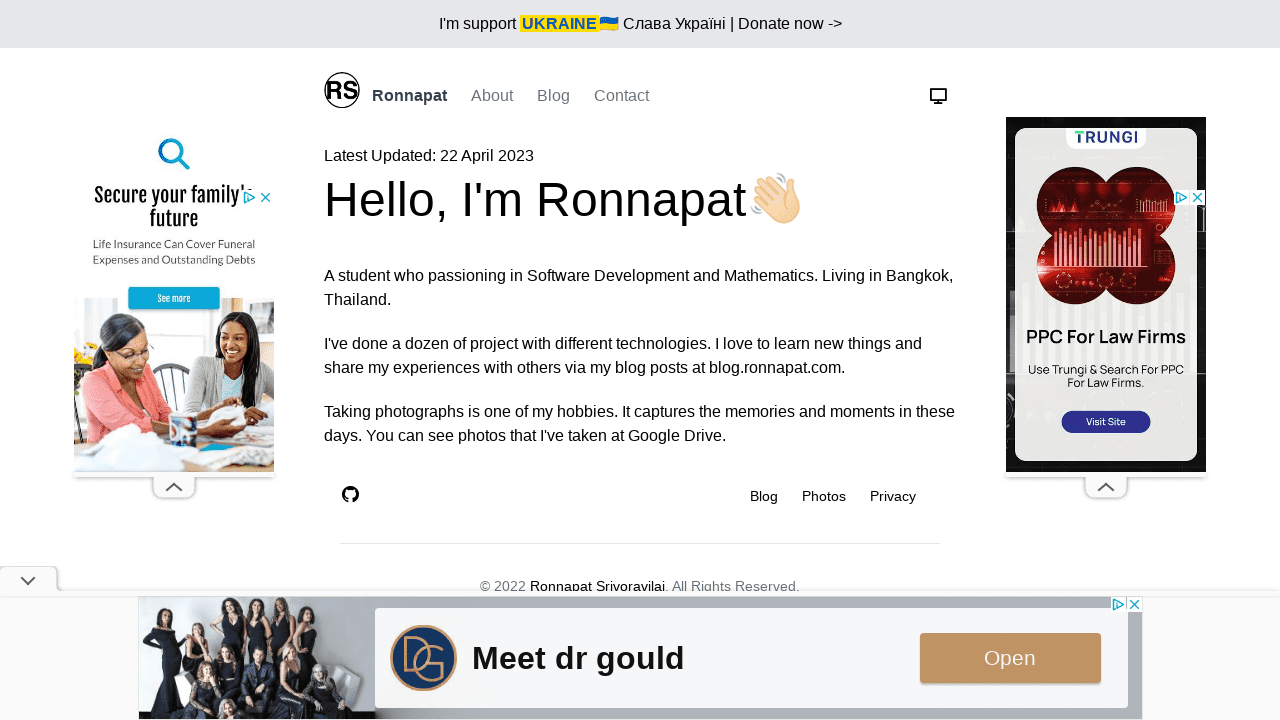 I'm support UKRAINE🇺🇦 Слава Україні | Donate now ->
RS
Ronnapat About Blog Contact
Latest Updated: 22 April 2023
Hello, I'm Ronnapat👋🏻
A student who passioning in Software Development and Mathematics. Living in Bangkok,
Thailand.
I've done a dozen of project with different technologies. I love to learn new things and
share my experiences with others via my blog posts at blog.ronnapat.com.
Taking photographs is one of my hobbies. It captures the memories and moments in these
days. You can see photos that I've taken at Google Drive.
Blog Photos Privacy
© 2022 Ronnapat Srivoravilai. All Rights Reserved.
Secure your family's
future
Life Insurance Can Cover Funeral
Expenses and Outstanding Debts
See more
TRUNGI
PPC For Law Firms
Use Trungi & Search For PPC
For Law Firms.
Visit Site
DG
Meet dr gould
Open